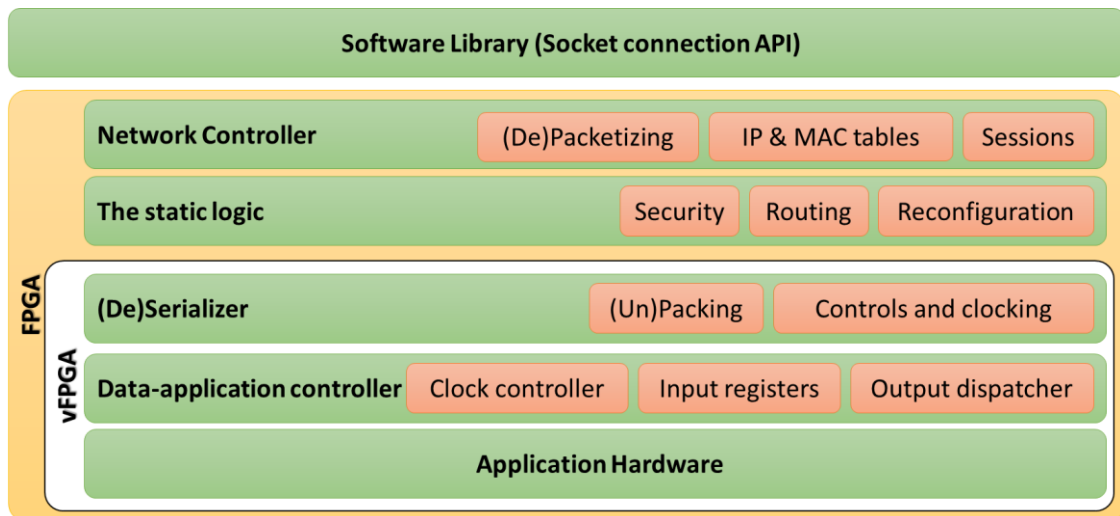 Software Library (Socket connection API)
Network Controller
(De)Packetizing
IP & MAC tables
Sessions
The static logic
Security
Routing
Reconfiguration
FPGA
vFPGA
(De)Serializer
(Un)Packing
Controls and clocking
Data-application controller
Clock controller
Input registers
Output dispatcher
Application Hardware